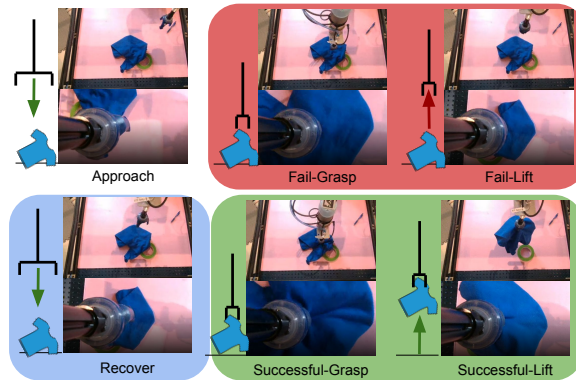 Approach
Fail-Grasp
Fail-Lift
Recover
Successful-Grasp
Successful-Lift